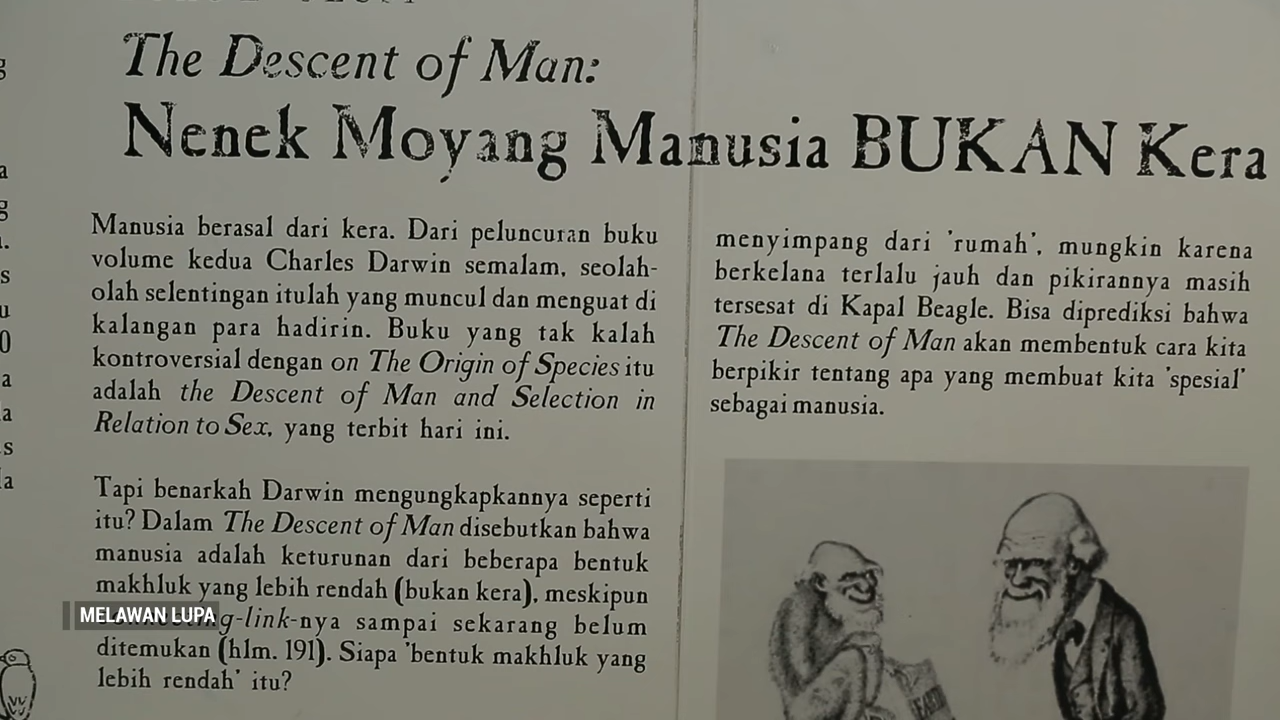 The Descent of Man:
Nenek Moyang Manusia BUKAN Kera
Manusia berasal dari kera. Dari peluncuran buku
volume kedua Charles Darwin semalam, seolah-
olah selentingan itulah yang muncul dan menguat di
kalangan para hadirin. Buku yang tak kalah
kontroversial dengan on The Origin of Species itu
adalah the Descent of Man and Selection in
Relation to Sex, yang terbit hari ini.
Tapi benarkah Darwin mengungkapkannya seperti
itu? Dalam The Descent of Man disebutkan bahwa
manusia adalah keturunan dari beberapa bentuk
makhluk yang lebih rendah (bukan kera), meskipun
-link-nya sampai sekarang belum
ditemukan (hlm. 191). Siapa 'bentuk makhluk yang
lebih rendah' itu?
menyimpang dari 'rumah', mungkin karena
berkelana terlalu jauh dan pikirannya masih
tersesat di Kapal Beagle. Bisa diprediksi bahwa
The Descent of Man akan membentuk cara kita
berpikir tentang apa yang membuat kita 'spesial'
sebagai manusia.
MELAWAN LUPA